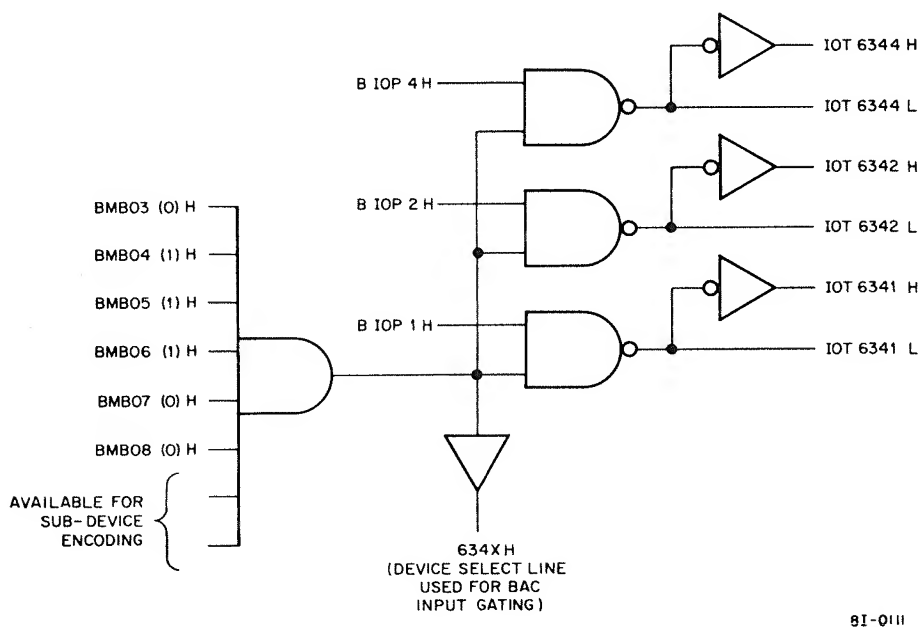 IOT 6344 H
B IOP 4 H
IOT 6344 L
IOT 6342 H
B IOP 2 H
IOT 6342 L
IOT 6341 H
B IOP 1 H
IOT 6341 L
BMB03 (0) H
BMB04 (1) H
BMB05 (1) H
BMB06 (1) H
BMB07 (0) H
BMB08 (0) H
AVAILABLE FOR
SUB-DEVICE
ENCODING
634X H
(DEVICE SELECT LINE
USED FOR BAC
INPUT GATING)
8I-0111